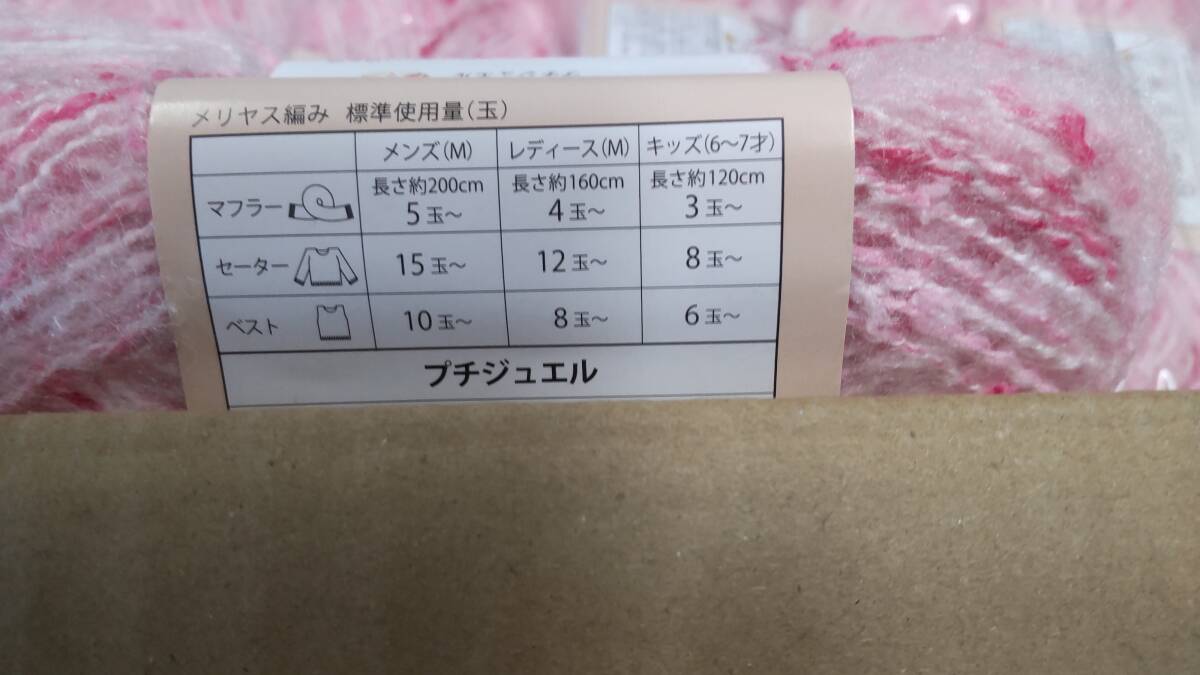 メリヤス編み 標準使用量(玉)
メンズ(M) レディース(M) キッズ(6〜7才)
マフラー 長さ約200cm 5玉〜 長さ約160cm 4玉〜 長さ約120cm 3玉〜
セーター 15玉〜 12玉〜 8玉〜
ベスト 10玉〜 8玉〜 6玉〜
プチジュエル